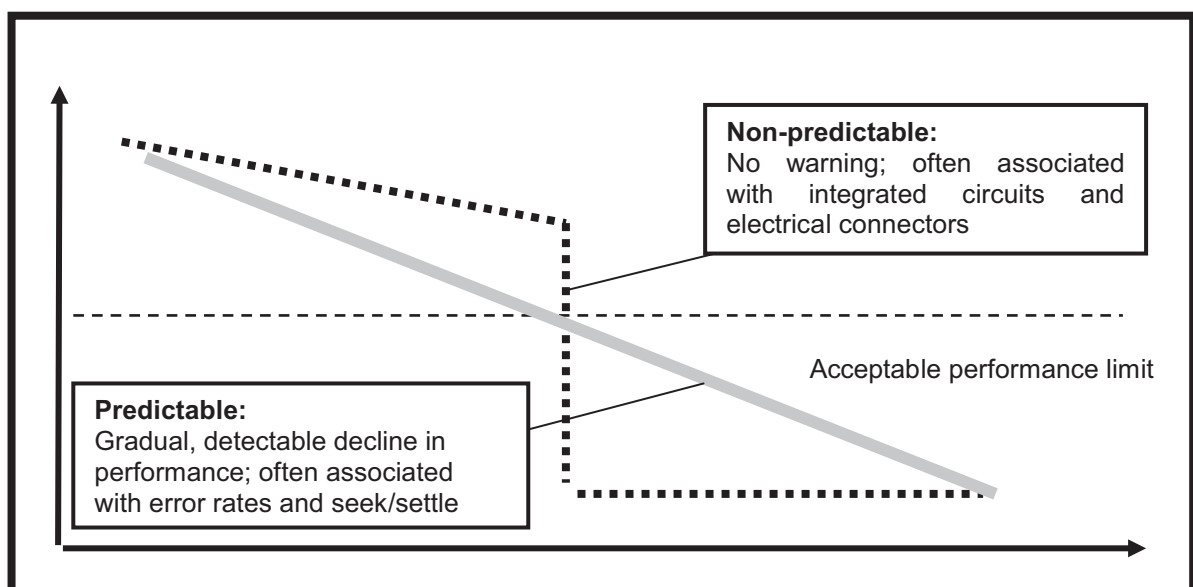 Non-predictable:
No warning; often associated
with integrated circuits and
electrical connectors
Acceptable performance limit
Predictable:
Gradual, detectable decline in
performance; often associated
with error rates and seek/settle